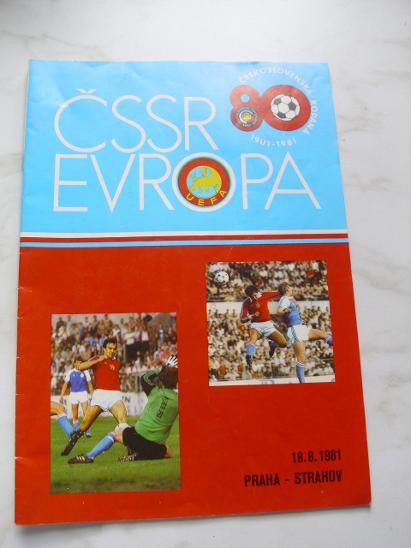 ČSSR
EVROPA
ČESKOSLOVENSKÁ KOPANÁ
80
1901-1981
UEFA
18.8.1981
PRAHA - STRAHOV